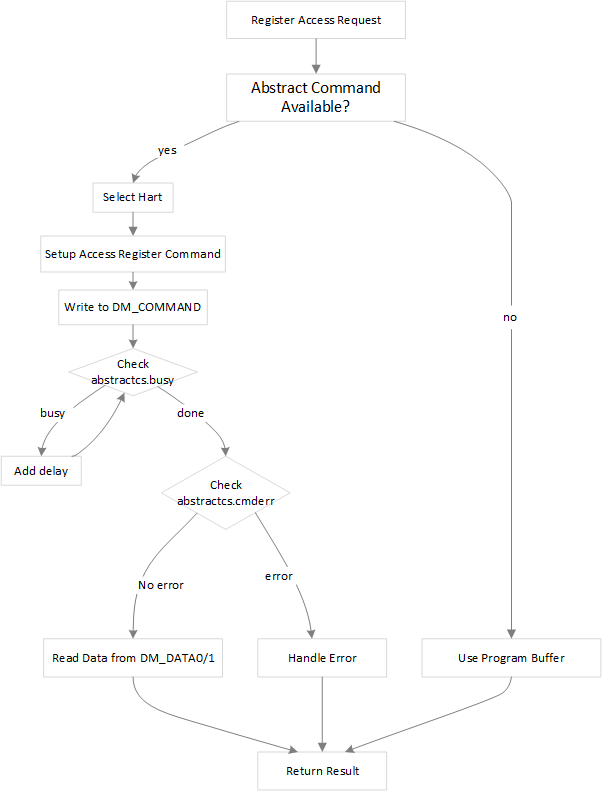 Register Access Request
Abstract Command
Available?
yes
Select Hart
Setup Access Register Command
Write to DM_COMMAND
no
Check
abstractcs.busy
busy
done
Add delay
Check
abstractcs.cmderr
No error
error
Read Data from DM_DATA0/1
Handle Error
Use Program Buffer
Return Result